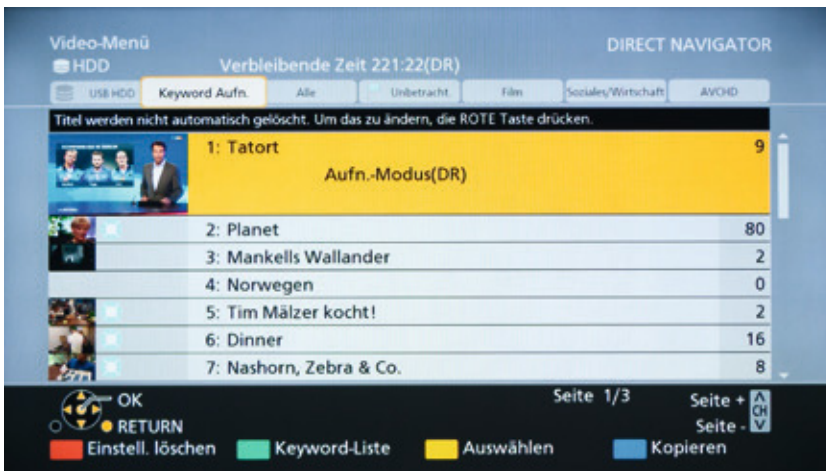 Video-Menü
DIRECT NAVIGATOR
HDD
Verbleibende Zeit 221:22(DR)
USB HDD Keyword Aufn. Alle Unbetracht. Film Soziales/Wirtschaft AVCHD
Titel werden nicht automatisch gelöscht. Um das zu ändern, die ROTE Taste drücken.
1: Tatort 9
Aufn.-Modus(DR)
2: Planet 80
3: Mankells Wallander 2
4: Norwegen 0
5: Tim Mälzer kocht! 2
6: Dinner 16
7: Nashorn, Zebra & Co. 8
OK
Seite 1/3
Seite +
CH
RETURN
Seite -
Einstell. löschen Keyword-Liste Auswählen Kopieren